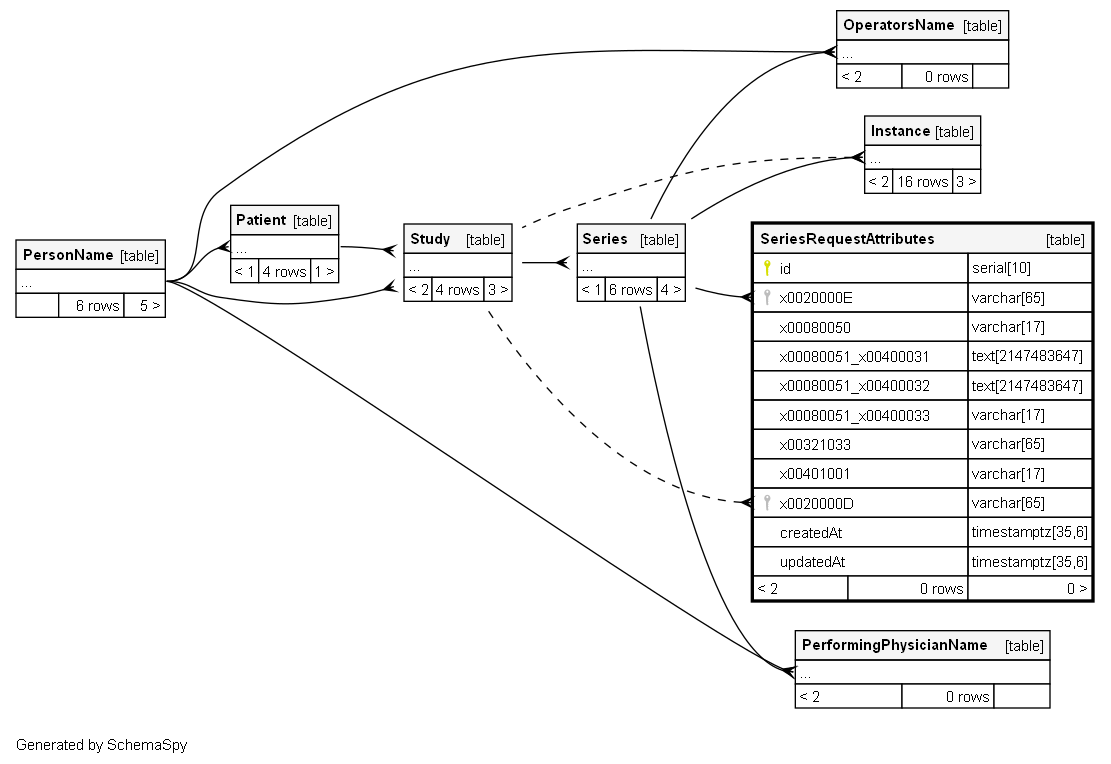 OperatorsName [table]
...
< 2 0 rows
Instance [table]
...
< 2 16 rows 3 >
Patient [table]
...
< 1 4 rows 1 >
Study [table]
...
< 2 4 rows 3 >
Series [table]
...
< 1 6 rows 4 >
PersonName [table]
...
6 rows 5 >
SeriesRequestAttributes [table]
id serial[10]
x0020000E varchar[65]
x00080050 varchar[17]
x00080051_x00400031 text[2147483647]
x00080051_x00400032 text[2147483647]
x00080051_x00400033 varchar[17]
x00321033 varchar[65]
x00401001 varchar[17]
x0020000D varchar[65]
createdAt timestamptz[35,6]
updatedAt timestamptz[35,6]
< 2 0 rows 0 >
PerformingPhysicianName [table]
...
< 2 0 rows
Generated by SchemaSpy